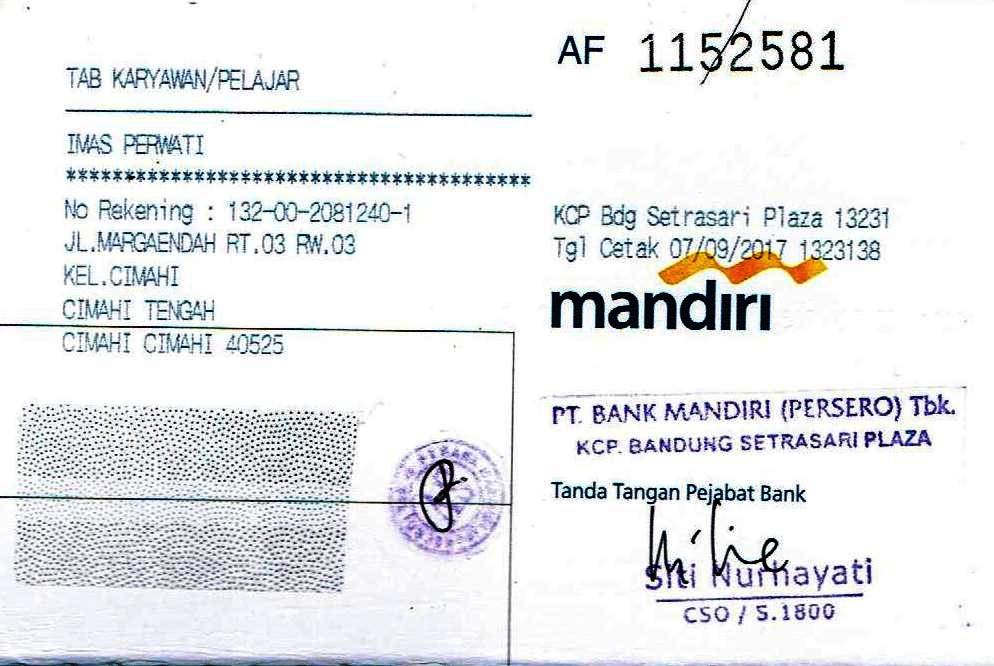 AF 1152581
TAB KARYAWAN/PELAJAR
IMAS PERWATI
****************************************
No Rekening : 132-00-2081240-1
JL.MARGAENDAH RT.03 RW.03
KEL.CIMAHI
CIMAHI TENGAH
CIMAHI CIMAHI 40525
KCP Bdg Setrasari Plaza 13231
Tgl Cetak 07/09/2017 1323138
mandiri
PT. BANK MANDIRI (PERSERO) Tbk.
KCP. BANDUNG SETRASARI PLAZA
Tanda Tangan Pejabat Bank
Siti Nurhayati
CSO / S.1800